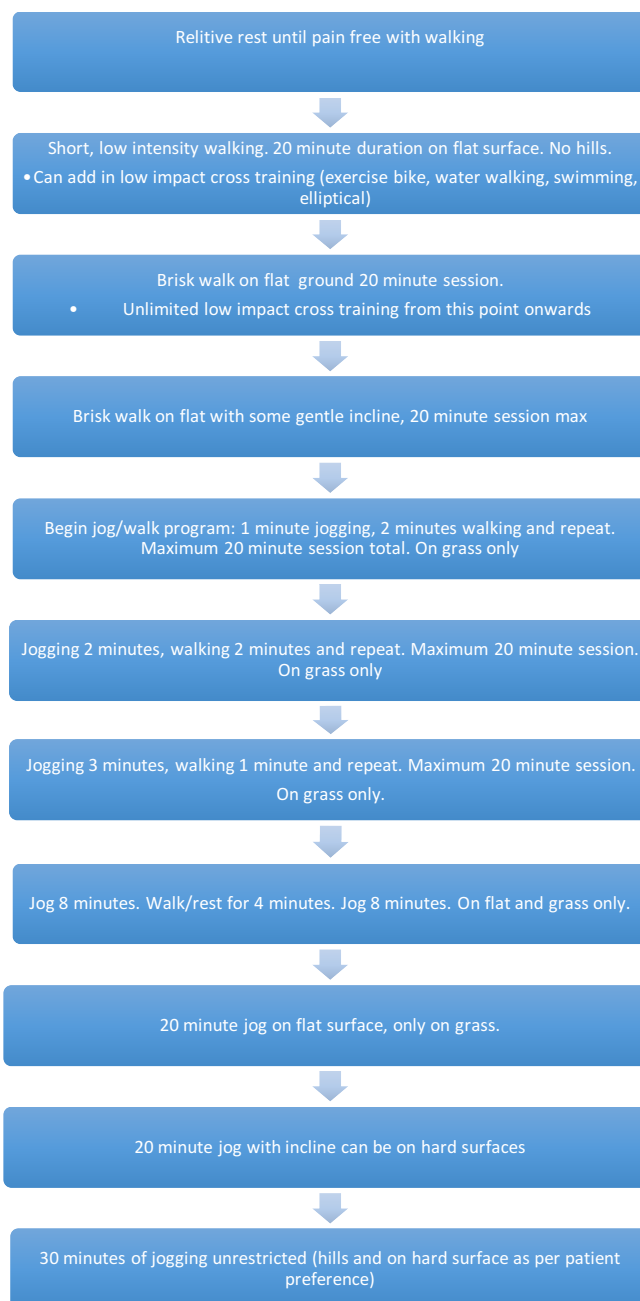 Relitive rest until pain free with walking
Short, low intensity walking. 20 minute duration on flat surface. No hills.
•Can add in low impact cross training (exercise bike, water walking, swimming,
elliptical)
Brisk walk on flat ground 20 minute session.
• Unlimited low impact cross training from this point onwards
Brisk walk on flat with some gentle incline, 20 minute session max
Begin jog/walk program: 1 minute jogging, 2 minutes walking and repeat.
Maximum 20 minute session total. On grass only
Jogging 2 minutes, walking 2 minutes and repeat. Maximum 20 minute session.
On grass only
Jogging 3 minutes, walking 1 minute and repeat. Maximum 20 minute session.
On grass only.
Jog 8 minutes. Walk/rest for 4 minutes. Jog 8 minutes. On flat and grass only.
20 minute jog on flat surface, only on grass.
20 minute jog with incline can be on hard surfaces
30 minutes of jogging unrestricted (hills and on hard surface as per patient
preference)